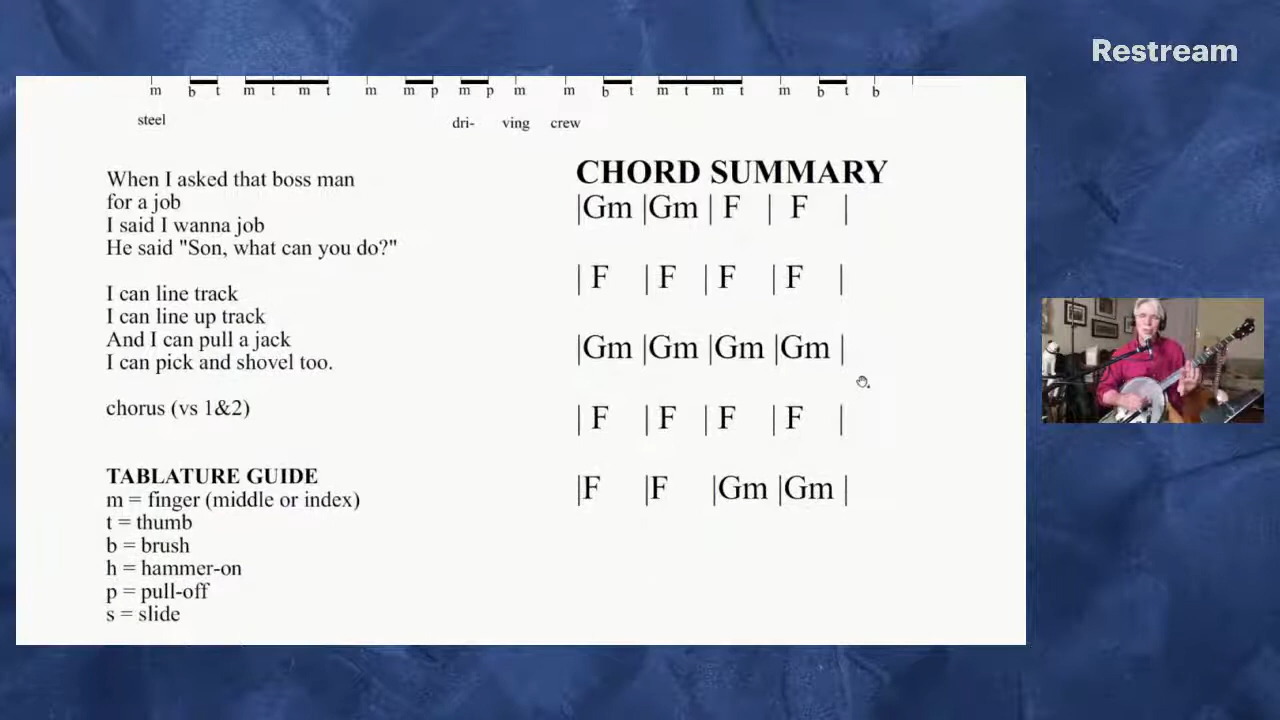 Restream
m b t m t m t m m p m p m m b t m t m t m b t b
steel dri- ving crew
When I asked that boss man
for a job
I said I wanna job
He said "Son, what can you do?"
I can line track
I can line up track
And I can pull a jack
I can pick and shovel too.
chorus (vs 1&2)
TABLATURE GUIDE
m = finger (middle or index)
t = thumb
b = brush
h = hammer-on
p = pull-off
s = slide
CHORD SUMMARY
|Gm |Gm | F | F |
| F | F | F | F |
|Gm |Gm |Gm |Gm |
| F | F | F | F |
|F |F |Gm |Gm |